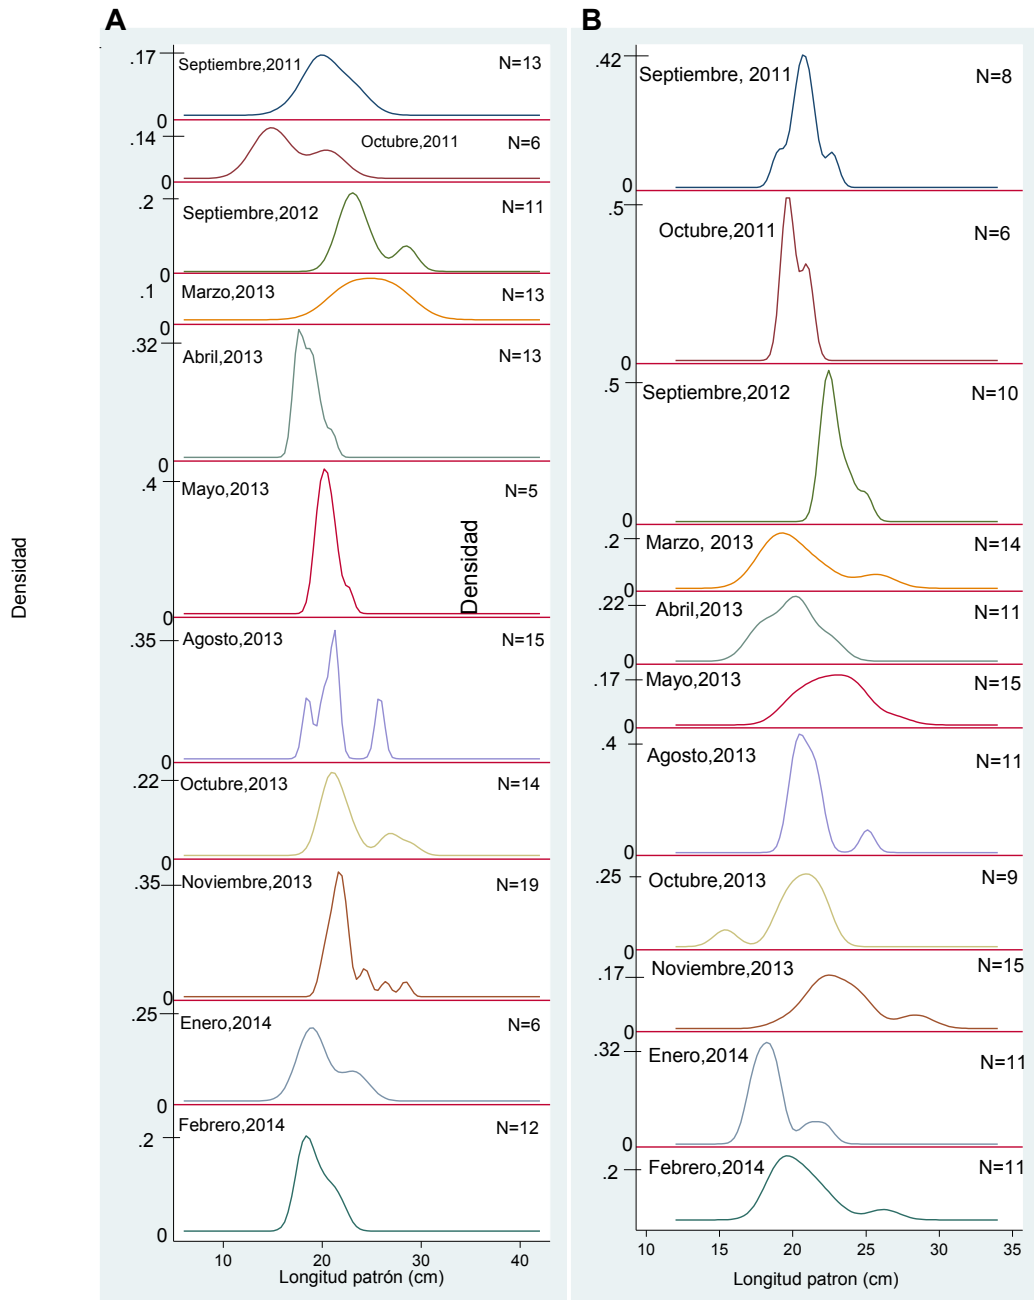 A
Densidad
.17
Septiembre,2011
N=13
0
.14
Octubre,2011
N=6
0
.2
Septiembre,2012
N=11
0
.1
Marzo,2013
N=13
0
.32
Abril,2013
N=13
0
.4
Mayo,2013
N=5
0
.35
Agosto,2013
N=15
0
.22
Octubre,2013
N=14
0
.35
Noviembre,2013
N=19
0
.25
Enero,2014
N=6
0
.2
Febrero,2014
N=12
0
10 20 30 40
Longitud patrón (cm)
B
Densidad
.42
Septiembre, 2011
N=8
0
.5
Octubre,2011
N=6
0
.5
Septiembre,2012
N=10
0
.2
Marzo, 2013
N=14
0
.22
Abril,2013
N=11
0
.17
Mayo,2013
N=15
0
.4
Agosto,2013
N=11
0
.25
Octubre,2013
N=9
0
.17
Noviembre,2013
N=15
0
.32
Enero,2014
N=11
0
.2
Febrero,2014
N=11
10 15 20 25 30 35
Longitud patron (cm)